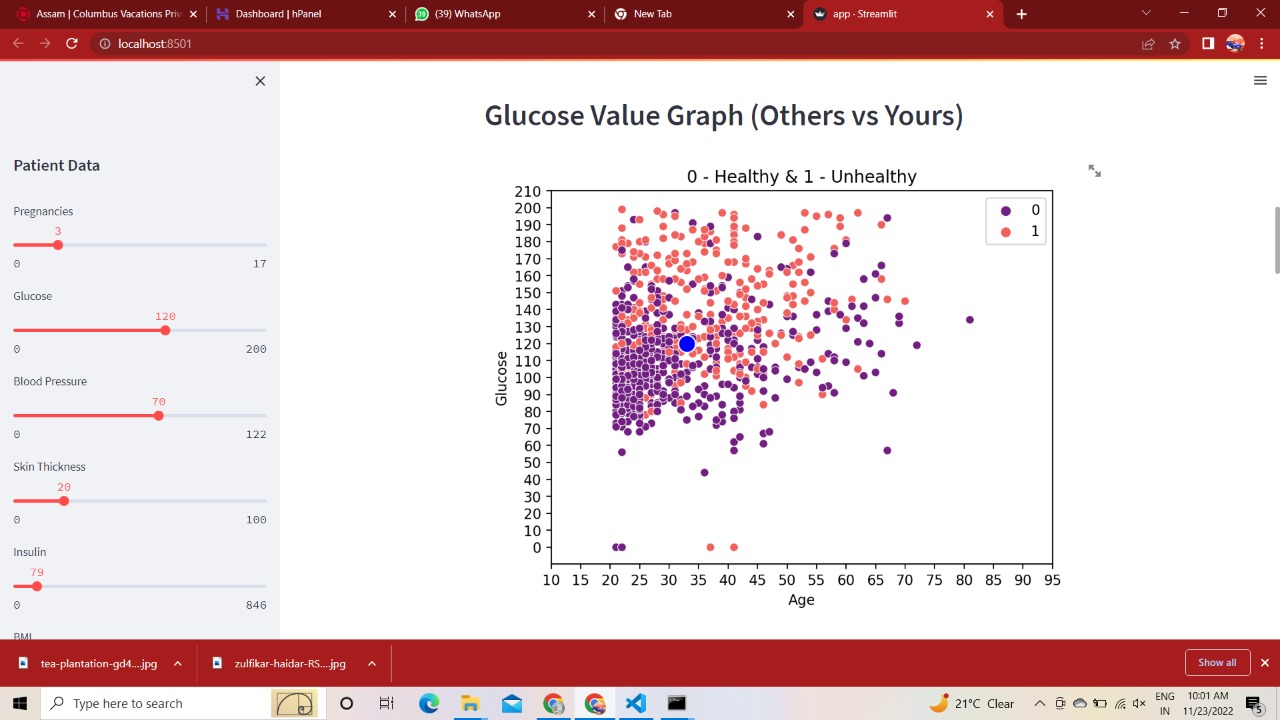 Assam | Columbus Vacations Priv
Dashboard | hPanel
(39) WhatsApp
New Tab
app · Streamlit
localhost:8501
Patient Data
Pregnancies
3
0 17
Glucose
120
0 200
Blood Pressure
70
0 122
Skin Thickness
20
0 100
Insulin
79
0 846
BMI
Glucose Value Graph (Others vs Yours)
0 - Healthy & 1 - Unhealthy
0
1
Glucose
210
200
190
180
170
160
150
140
130
120
110
100
90
80
70
60
50
40
30
20
10
0
10 15 20 25 30 35 40 45 50 55 60 65 70 75 80 85 90 95
Age
tea-plantation-gd4....jpg
zulfikar-haidar-RS....jpg
Show all
Type here to search
21°C Clear
ENG
IN
10:01 AM
11/23/2022
5